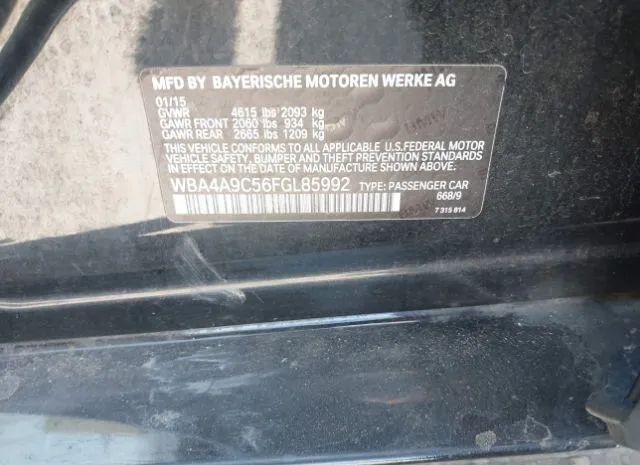 MFD BY BAYERISCHE MOTOREN WERKE AG
01/15
GVWR 4615 lbs 2093 kg
GAWR FRONT 2060 lbs 934 kg
GAWR REAR 2665 lbs 1209 kg
THIS VEHICLE CONFORMS TO ALL APPLICABLE U.S.FEDERAL MOTOR
VEHICLE SAFETY, BUMPER AND THEFT PREVENTION
STANDARDS IN EFFECT ON THE DATE OF MANUFACTURE SHOWN ABOVE.
WBA4A9C56FGL85992 TYPE: PASSENGER CAR
668/9
7 315 814